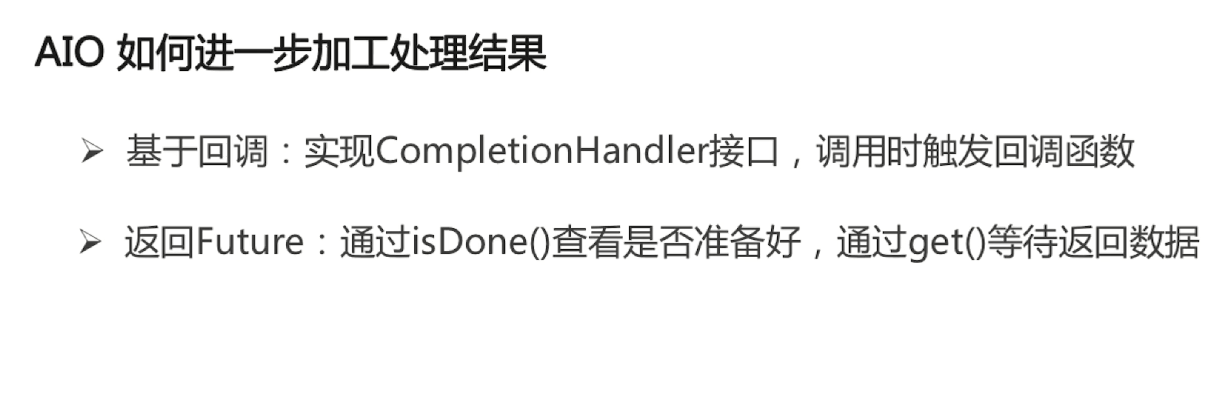 AIO 如何进一步加工处理结果
➢ 基于回调：实现CompletionHandler接口，调用时触发回调函数
➢ 返回Future：通过isDone()查看是否准备好，通过get()等待返回数据